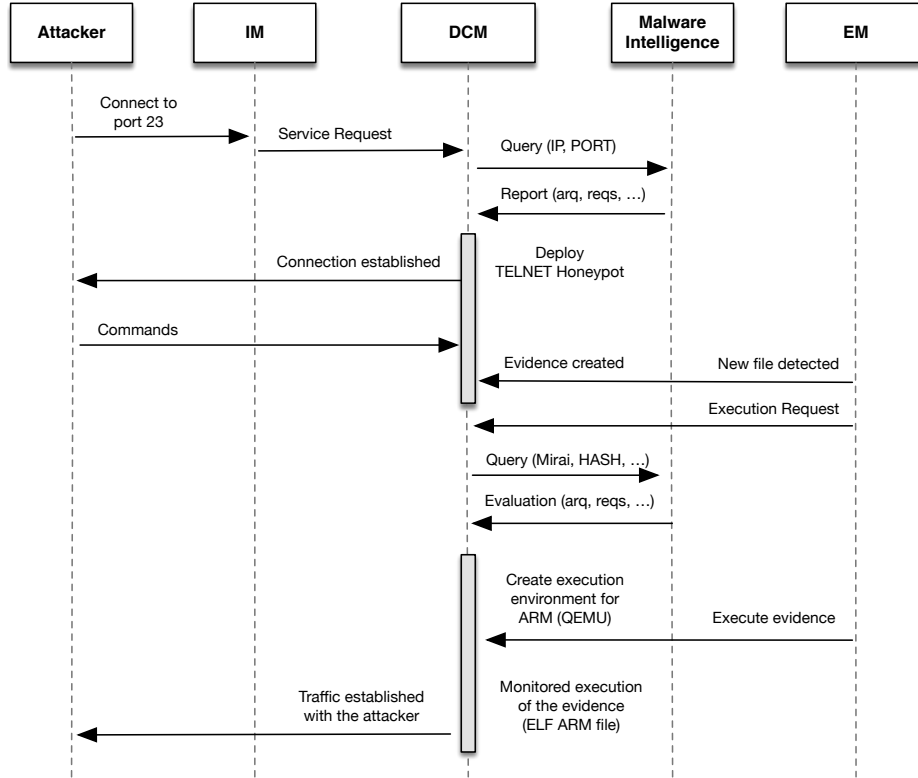 Attacker
IM
DCM
Malware
Intelligence
EM
Connect to
port 23
Service Request
Query (IP, PORT)
Report (arq, reqs, …)
Deploy
TELNET Honeypot
Connection established
Commands
Evidence created
New file detected
Execution Request
Query (Mirai, HASH, …)
Evaluation (arq, reqs, …)
Create execution
environment for
ARM (QEMU)
Execute evidence
Monitored execution
of the evidence
(ELF ARM file)
Traffic established
with the attacker